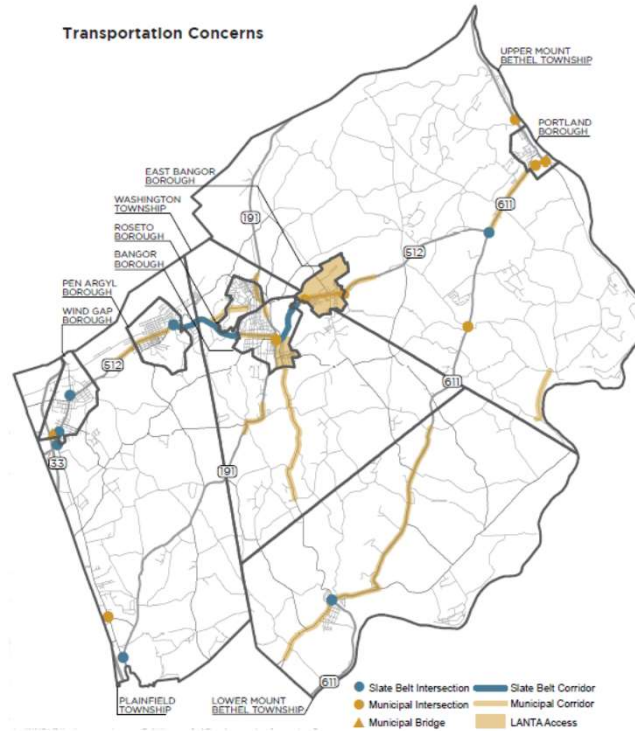 Transportation Concerns
UPPER MOUNT
BETHEL TOWNSHIP
PORTLAND
BOROUGH
EAST BANGOR
BOROUGH
WASHINGTON
TOWNSHIP
ROSETO
BOROUGH
BANGOR
BOROUGH
PEN ARGYL
BOROUGH
WIND GAP
BOROUGH
191
611
512
512
611
33
191
611
PLAINFIELD
TOWNSHIP
LOWER MOUNT
BETHEL TOWNSHIP
Slate Belt Intersection
Municipal Intersection
Municipal Bridge
Slate Belt Corridor
Municipal Corridor
LANTA Access